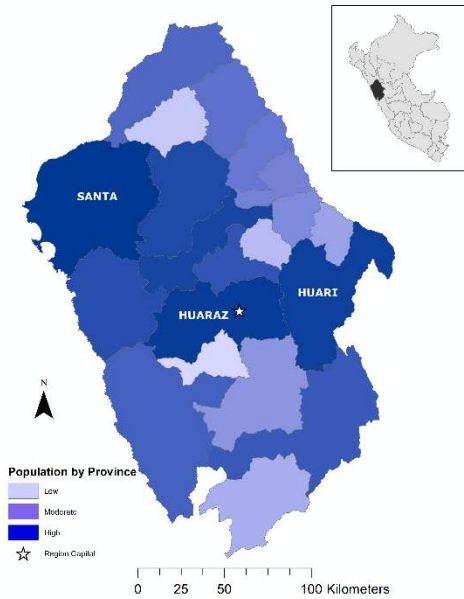 SANTA
HUARI
HUARAZ
N
Population by Province
Low
Moderate
High
Region Capital
0 25 50 100 Kilometers